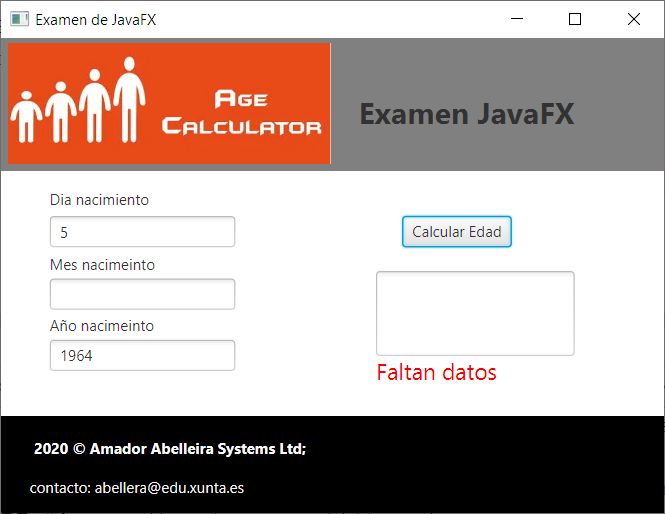 Examen de JavaFX
AGE
CALCULATOR
Examen JavaFX
Dia nacimiento
5
Calcular Edad
Mes nacimeinto
Año nacimeinto
1964
Faltan datos
2020 © Amador Abelleira Systems Ltd;
contacto: abellera@edu.xunta.es